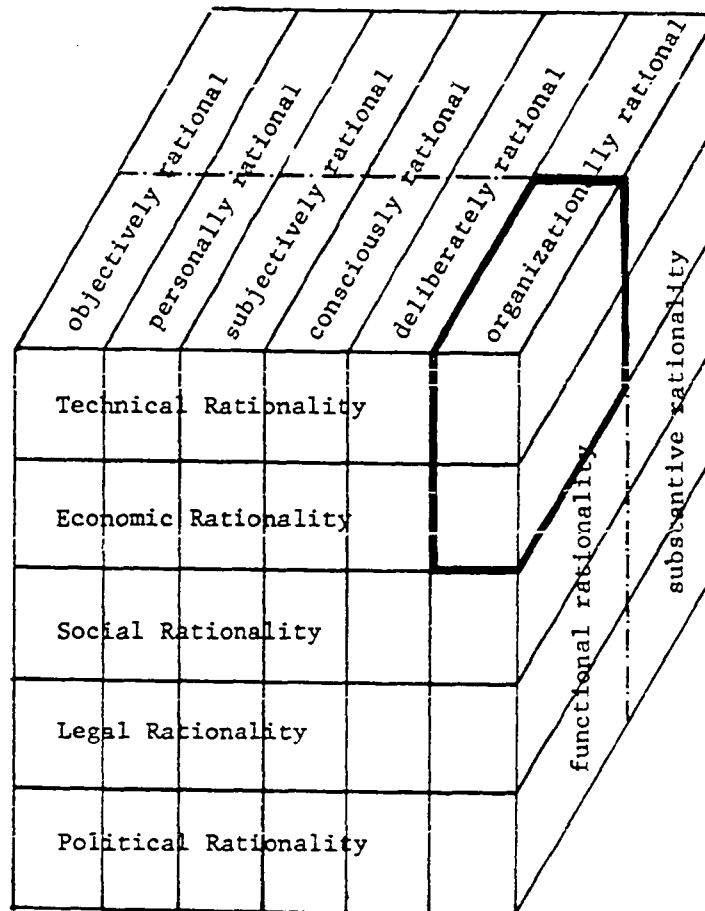 objectively rational
personally rational
subjectively rational
consciously rational
deliberately rational
organizationally rational
Technical Rationality
Economic Rationality
Social Rationality
Legal Rationality
Political Rationality
functional rationality
substantive rationality